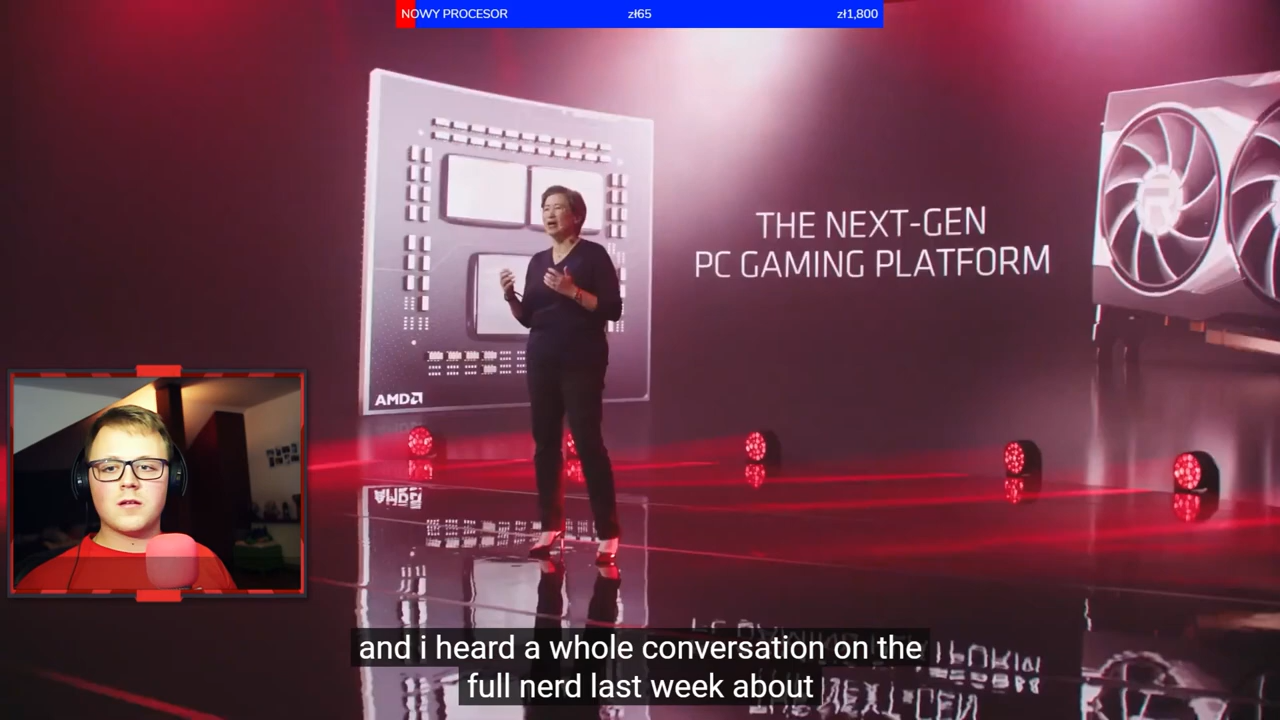 NOWY PROCESOR zł65 zł1,800
THE NEXT-GEN
PC GAMING PLATFORM
AMD
and i heard a whole conversation on the
full nerd last week about